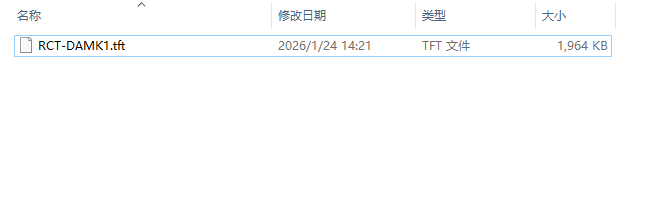 名称 修改日期 类型 大小
RCT-DAMK1.tft 2026/1/24 14:21 TFT 文件 1,964 KB